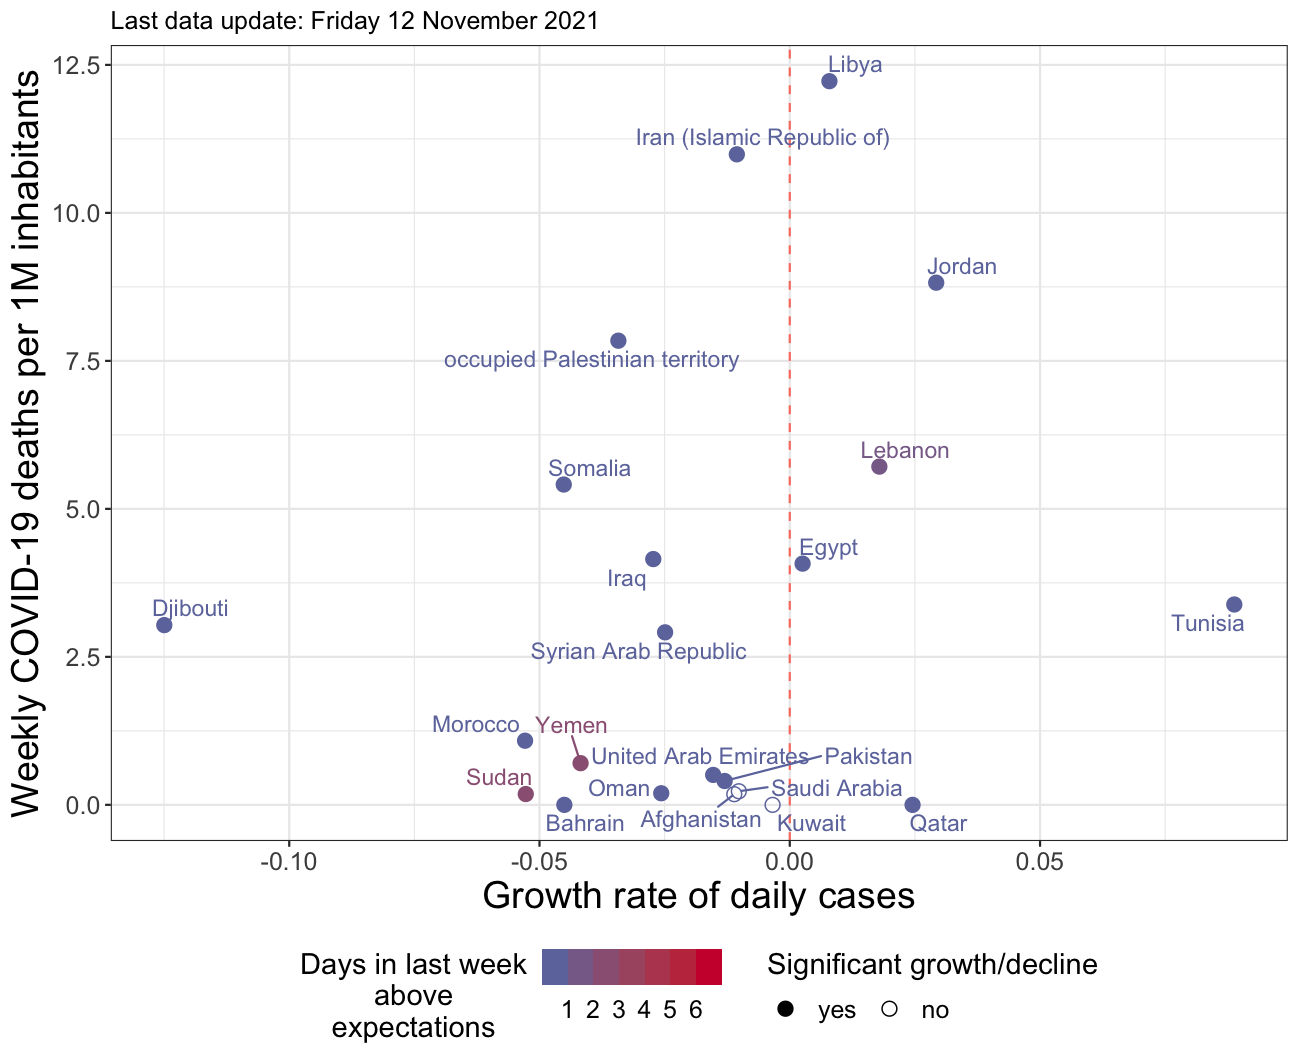 Last data update: Friday 12 November 2021
Weekly COVID-19 deaths per 1M inhabitants
12.5
10.0
7.5
5.0
2.5
0.0
Libya
Iran (Islamic Republic of)
Jordan
occupied Palestinian territory
Lebanon
Somalia
Egypt
Iraq
Djibouti
Tunisia
Syrian Arab Republic
Morocco
Yemen
United Arab Emirates
Pakistan
Sudan
Oman
Saudi Arabia
Bahrain
Afghanistan
Kuwait
Qatar
-0.10
-0.05
0.00
0.05
Growth rate of daily cases
Days in last week
above
expectations
1 2 3 4 5 6
Significant growth/decline
yes
no